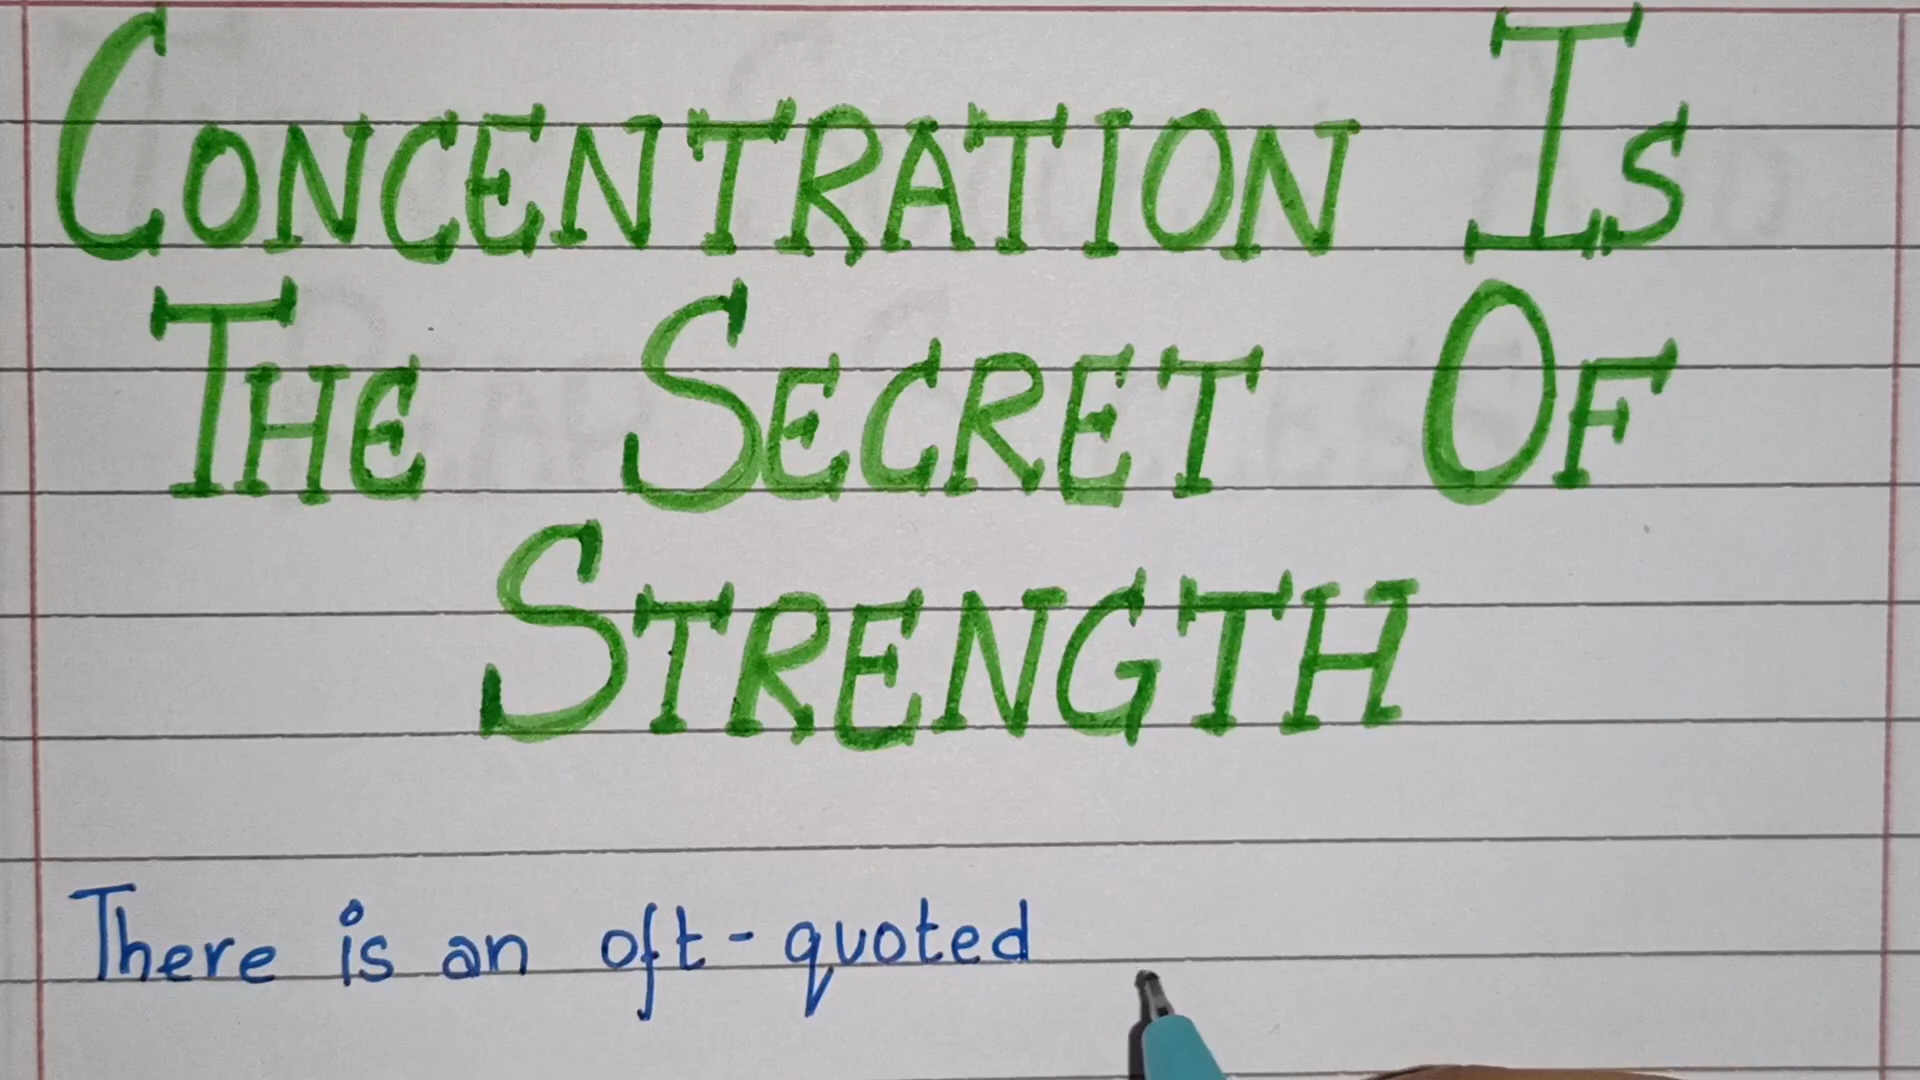 CONCENTRATION IS
THE SECRET OF
STRENGTH
There is an oft-quoted